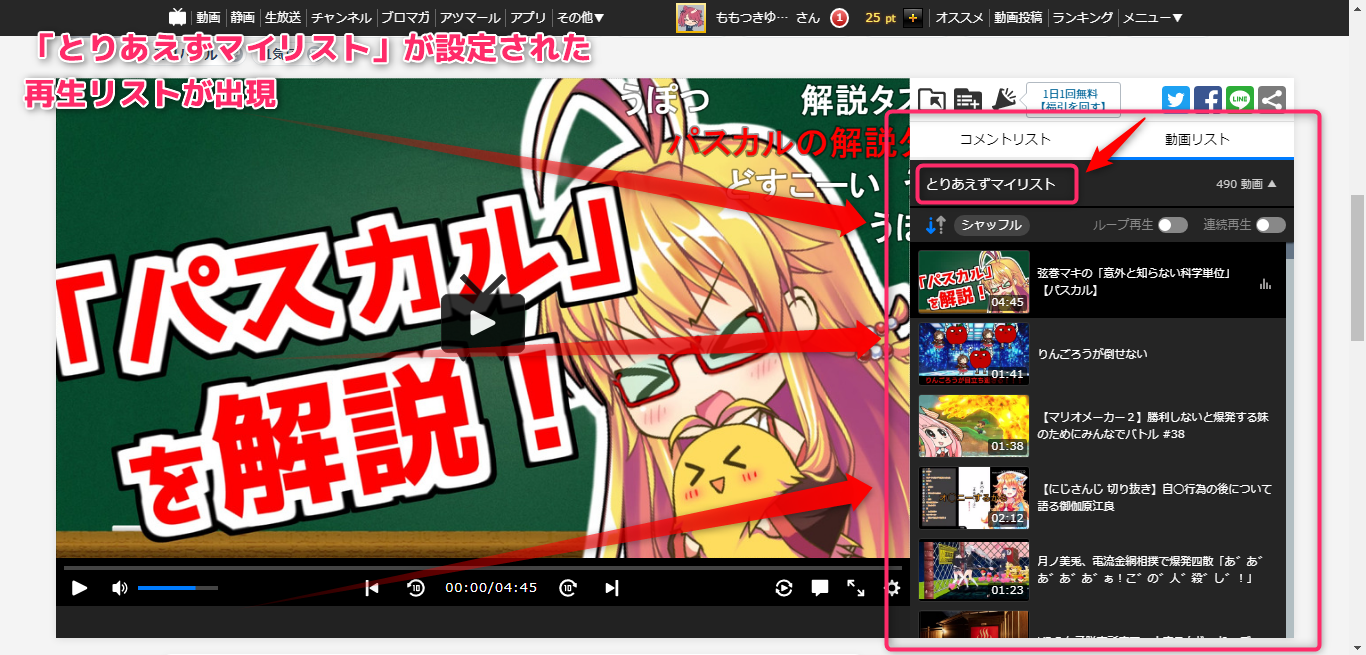 動画 静画 生放送 チャンネル ブロマガ アツマール アプリ その他▼ ももつきゆ… さん 1 25 pt + オススメ 動画投稿 ランキング メニュー▼
「とりあえずマイリスト」が設定された
再生リストが出現
うぽつ
解説タス
パスカルの解説タ
どすこーい
うぽ
「パスカル」
を解説！
00:00/04:45
1日1回無料
【福引を回す】
LINE
コメントリスト 動画リスト
とりあえずマイリスト 490 動画 ▲
シャッフル ループ再生 連続再生
「パスカル」
を解説！
04:45
弦巻マキの「意外と知らない科学単位」
【パスカル】
01:41
りんごろうが倒せない
01:38
【マリオメーカー２】勝利しないと爆発する妹
のためにみんなでバトル #38
02:12
【にじさんじ 切り抜き】自〇行為の後について
語る御伽原江良
01:23
月ノ美兎、電流金網相撲で爆発四散「あ゛あ゛
あ゛あ゛あ゛ぁ！ご゛の゛人゛殺゛し゛！」